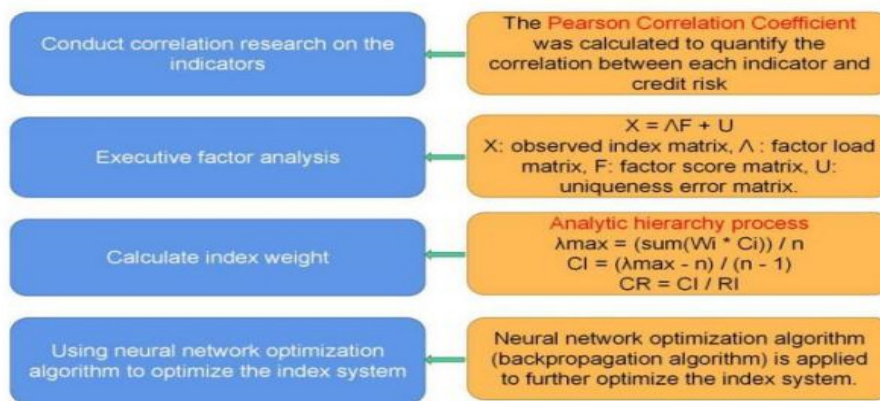 Conduct correlation research on the
indicators
The Pearson Correlation Coefficient
was calculated to quantify the
correlation between each indicator and
credit risk
Executive factor analysis
X = ΛF + U
X: observed index matrix, Λ : factor load
matrix, F: factor score matrix, U:
uniqueness error matrix.
Calculate index weight
Analytic hierarchy process
λmax = (sum(Wi * Ci)) / n
CI = (λmax - n) / (n - 1)
CR = CI / RI
Using neural network optimization
algorithm to optimize the index system
Neural network optimization algorithm
(backpropagation algorithm) is applied
to further optimize the index system.